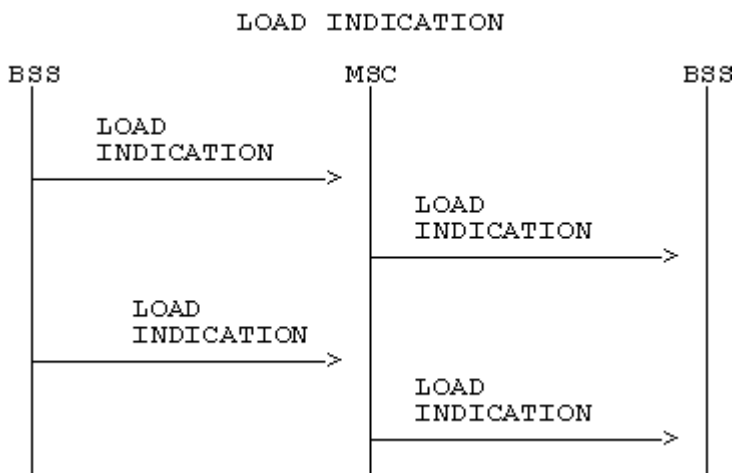 LOAD INDICATION
BSS MSC BSS
LOAD
INDICATION
LOAD
INDICATION
LOAD
INDICATION
LOAD
INDICATION